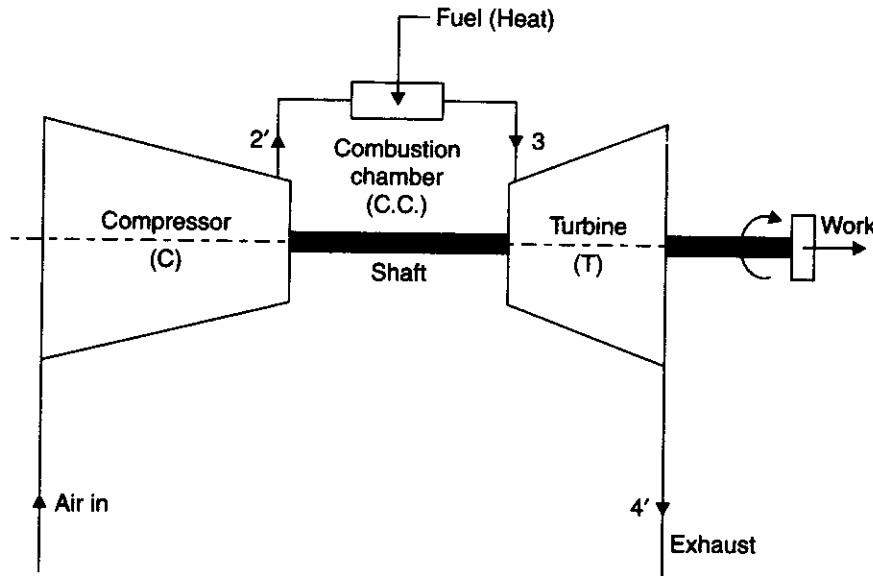 Fuel (Heat)
2′
3
Combustion
chamber
(C.C.)
Compressor
(C)
Turbine
(T)
Work
Shaft
Air in
4′
Exhaust